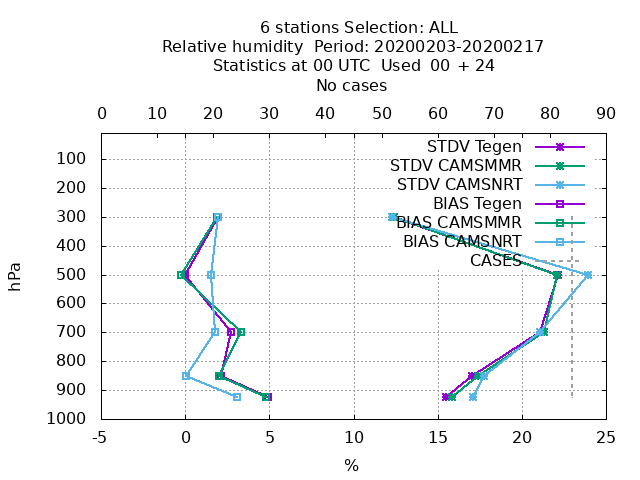 6 stations Selection: ALL
Relative humidity  Period: 20200203-20200217
Statistics at 00 UTC  Used  00 + 24
No cases
0 10 15 20 25 30 40 50 60 70 80 90
STDV Tegen
STDV CAMSMMR
STDV CAMSNRT
BIAS Tegen
BIAS CAMSMMR
BIAS CAMSNRT
CASES
100
200
300
400
500
600
700
800
900
1000
hPa
-5 0 5 10 15 20 25
%